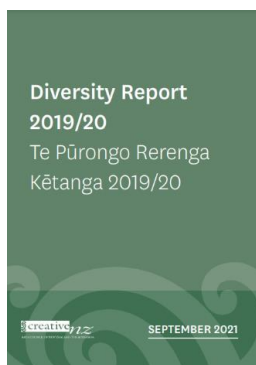 Diversity Report
2019/20
Te Pūrongo Rerenga
Kētanga 2019/20
creative nz
SEPTEMBER 2021